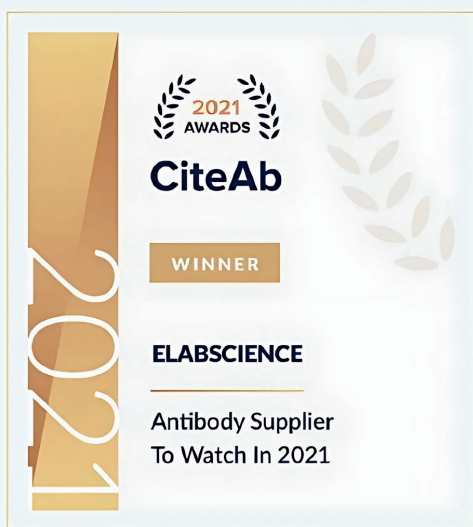 2021
AWARDS
CiteAb
WINNER
ELABSCIENCE
Antibody Supplier
To Watch In 2021
2021